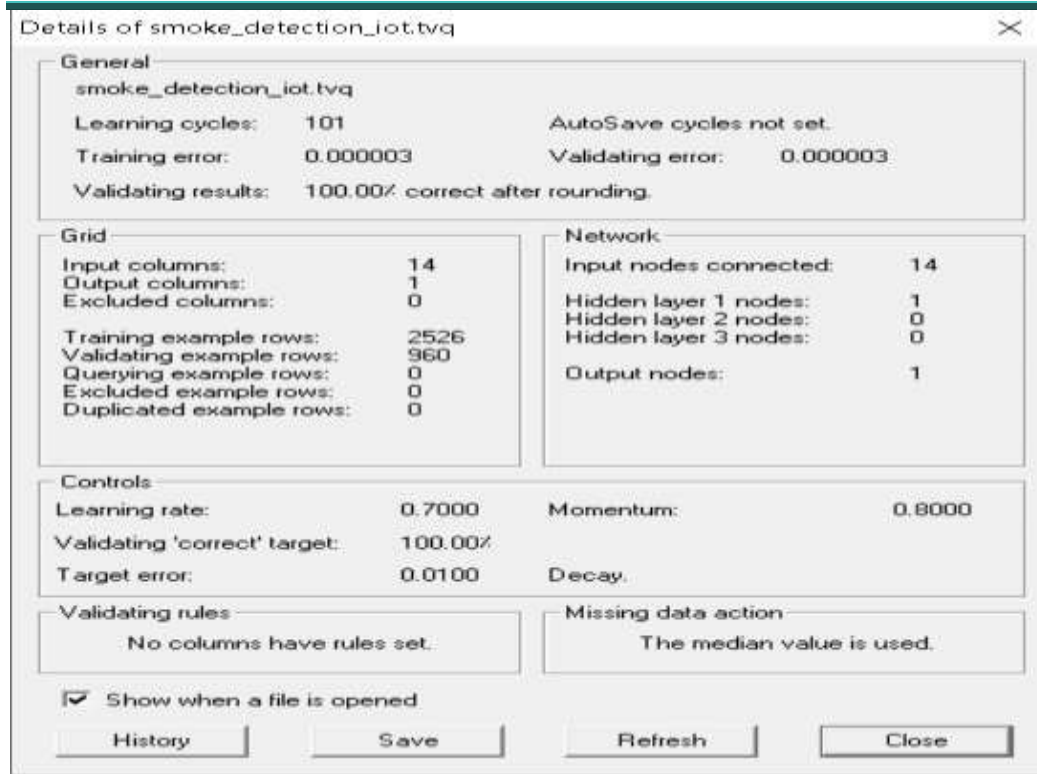 Details of smoke_detection_iot.tvq
General
smoke_detection_iot.tvq
Learning cycles: 101 AutoSave cycles not set.
Training error: 0.000003 Validating error: 0.000003
Validating results: 100.00% correct after rounding.
Grid
Input columns: 14
Output columns: 1
Excluded columns: 0
Training example rows: 2526
Validating example rows: 960
Querying example rows: 0
Excluded example rows: 0
Duplicated example rows: 0
Network
Input nodes connected: 14
Hidden layer 1 nodes: 1
Hidden layer 2 nodes: 0
Hidden layer 3 nodes: 0
Output nodes: 1
Controls
Learning rate: 0.7000 Momentum: 0.8000
Validating 'correct' target: 100.00%
Target error: 0.0100 Decay.
Validating rules
No columns have rules set.
Missing data action
The median value is used.
Show when a file is opened
History Save Refresh Close